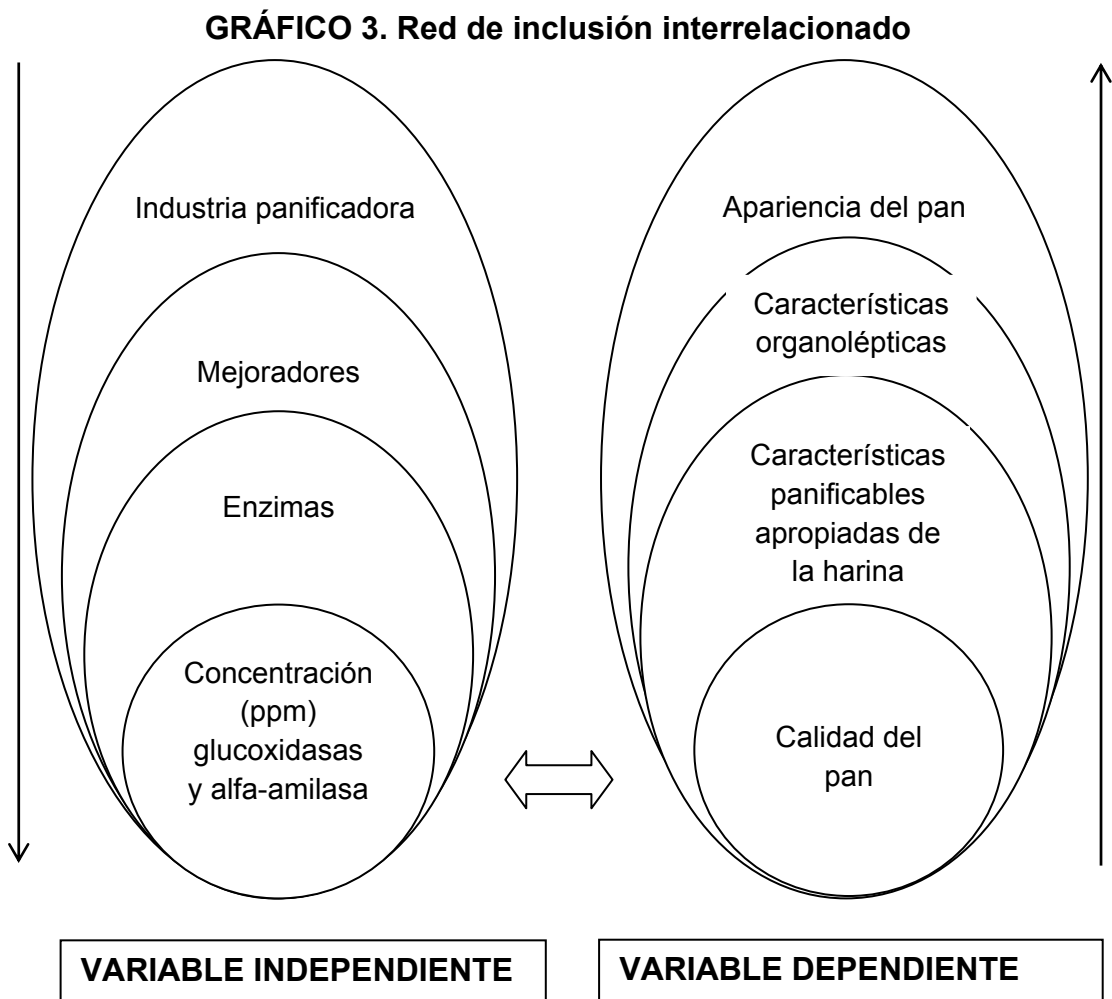 GRÁFICO 3. Red de inclusión interrelacionado
Industria panificadora
Mejoradores
Enzimas
Concentración
(ppm)
glucoxidasas
y alfa-amilasa
Apariencia del pan
Características
organolépticas
Características
panificables
apropiadas de
la harina
Calidad del
pan
VARIABLE INDEPENDIENTE
VARIABLE DEPENDIENTE